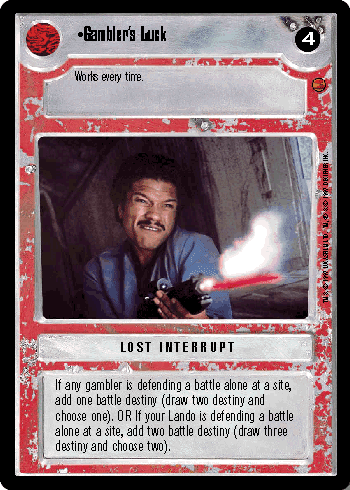 •Gambler's Luck
4
Works every time.
LOST INTERRUPT
If any gambler is defending a battle alone at a site,
add one battle destiny (draw two destiny and
choose one). OR If your Lando is defending a battle
alone at a site, add two battle destiny (draw three
destiny and choose two).